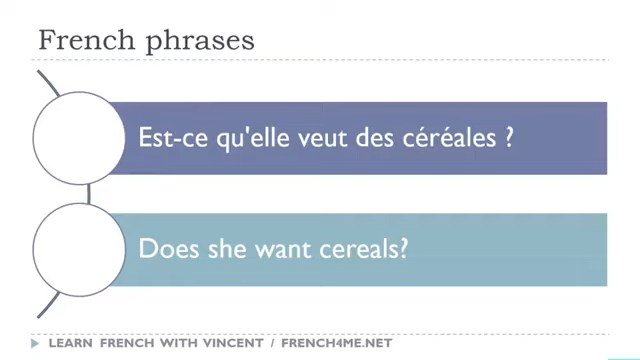 French phrases
Est-ce qu'elle veut des céréales ?
Does she want cereals?
LEARN FRENCH WITH VINCENT / FRENCH4ME.NET